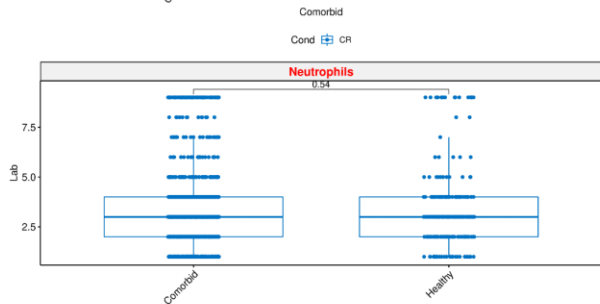 Comorbid
Cond CR
Neutrophils
0.54
7.5
5.0
2.5
Lab
Comorbid
Healthy